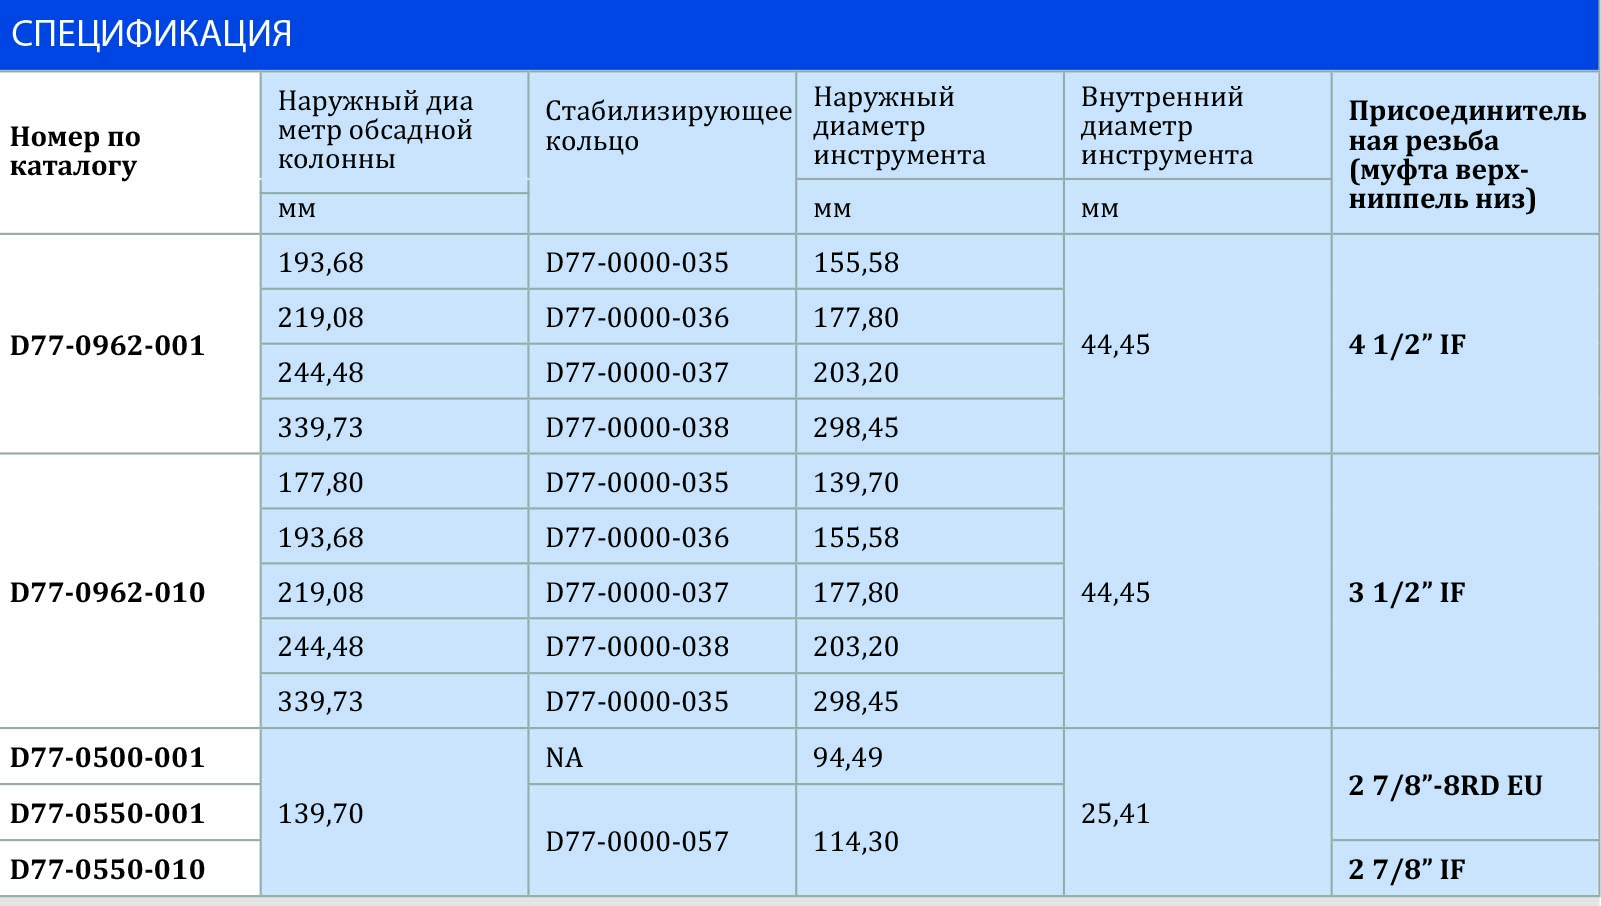 СПЕЦИФИКАЦИЯ
Номер по
каталогу
Наружный диа
метр обсадной
колонны
мм
Стабилизирующее
кольцо
Наружный
диаметр
инструмента
мм
Внутренний
диаметр
инструмента
мм
Присоединитель
ная резьба
(муфта верх-
ниппель низ)
D77-0962-001
193,68 D77-0000-035 155,58
219,08 D77-0000-036 177,80
244,48 D77-0000-037 203,20
339,73 D77-0000-038 298,45
44,45
4 1/2” IF
D77-0962-010
177,80 D77-0000-035 139,70
193,68 D77-0000-036 155,58
219,08 D77-0000-037 177,80
244,48 D77-0000-038 203,20
339,73 D77-0000-035 298,45
44,45
3 1/2” IF
D77-0500-001
D77-0550-001
D77-0550-010
139,70
NA 94,49
D77-0000-057 114,30
25,41
2 7/8”-8RD EU
2 7/8” IF